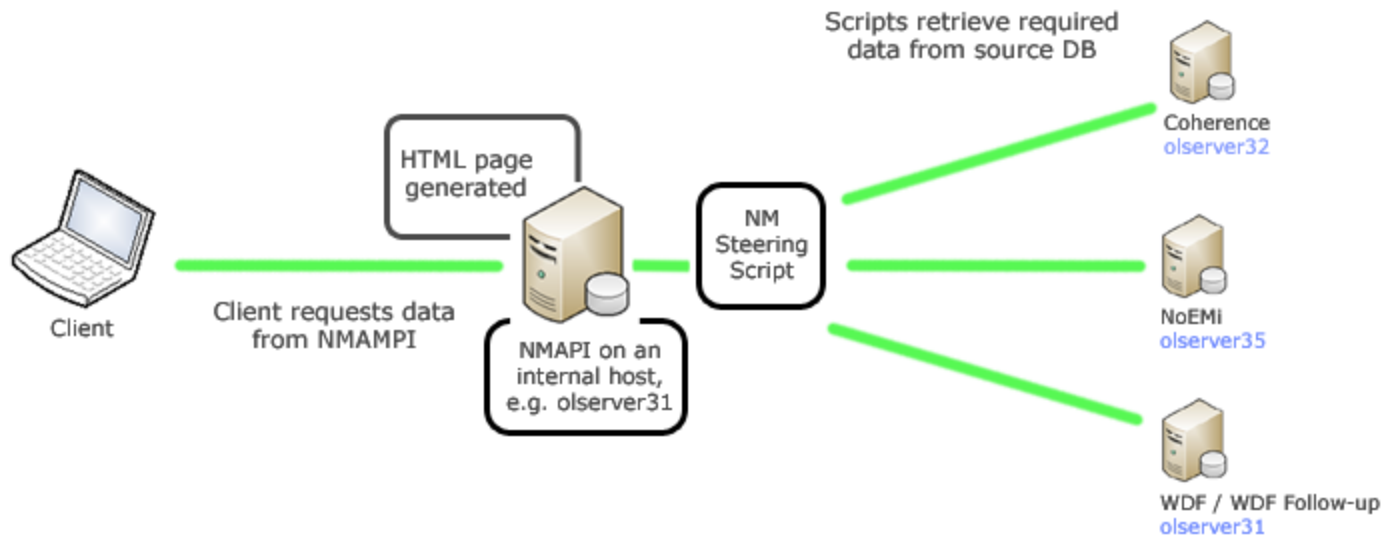 Scripts retrieve required
data from source DB
Coherence
olserver32
HTML page
generated
NM
Steering
Script
Client
Client requests data
from NMAMPI
NMAPI on an
internal host,
e.g. olserver31
NoEMi
olserver35
WDF / WDF Follow-up
olserver31